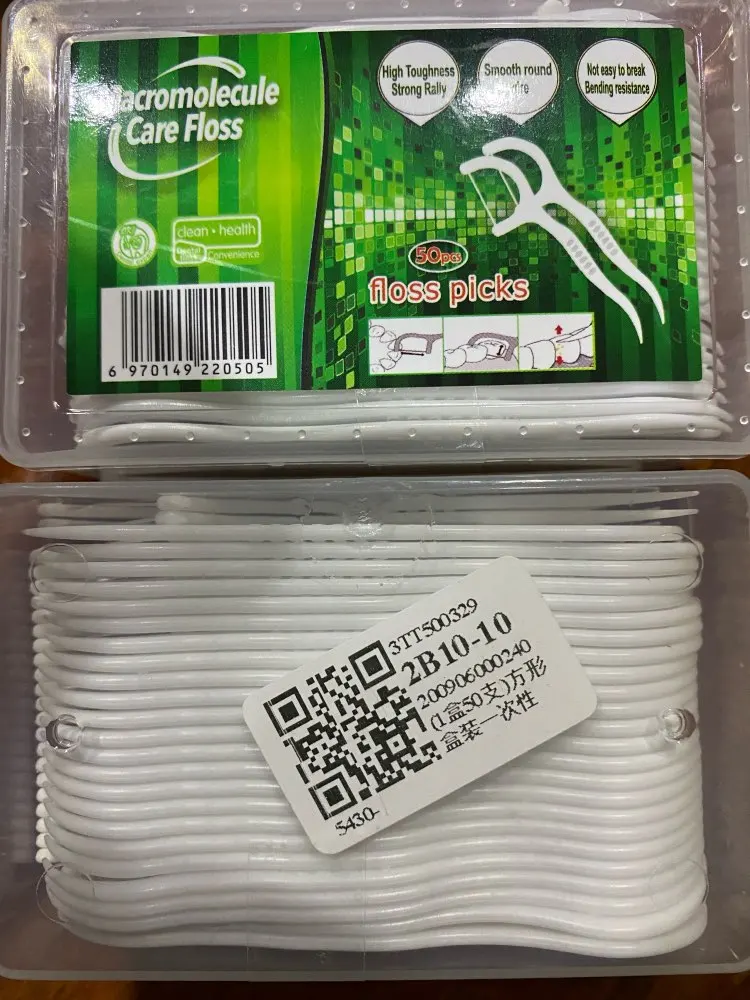 Care Floss
High Toughness
Strong Rally
Smooth round
Not easy to break
Bending resistance
clean • health
Dental
Convenience
50pcs
floss picks
6 970149 220505
3TT500329
2B10-10
200906000240
(1盒50支)方形
盒装一次性
5430-